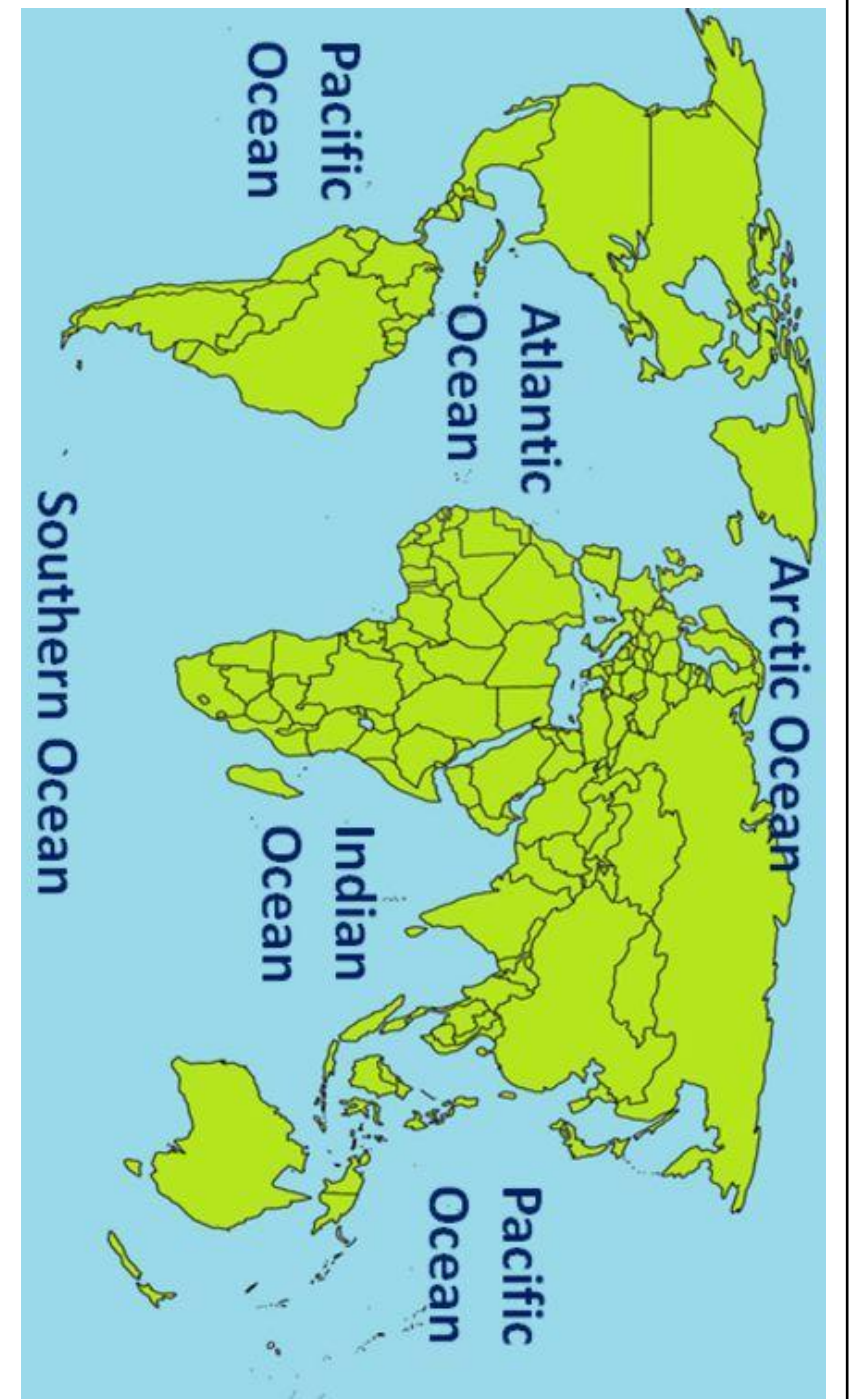 Arctic Ocean
Pacific
Ocean
Atlantic
Ocean
Pacific
Ocean
Indian
Ocean
Southern Ocean